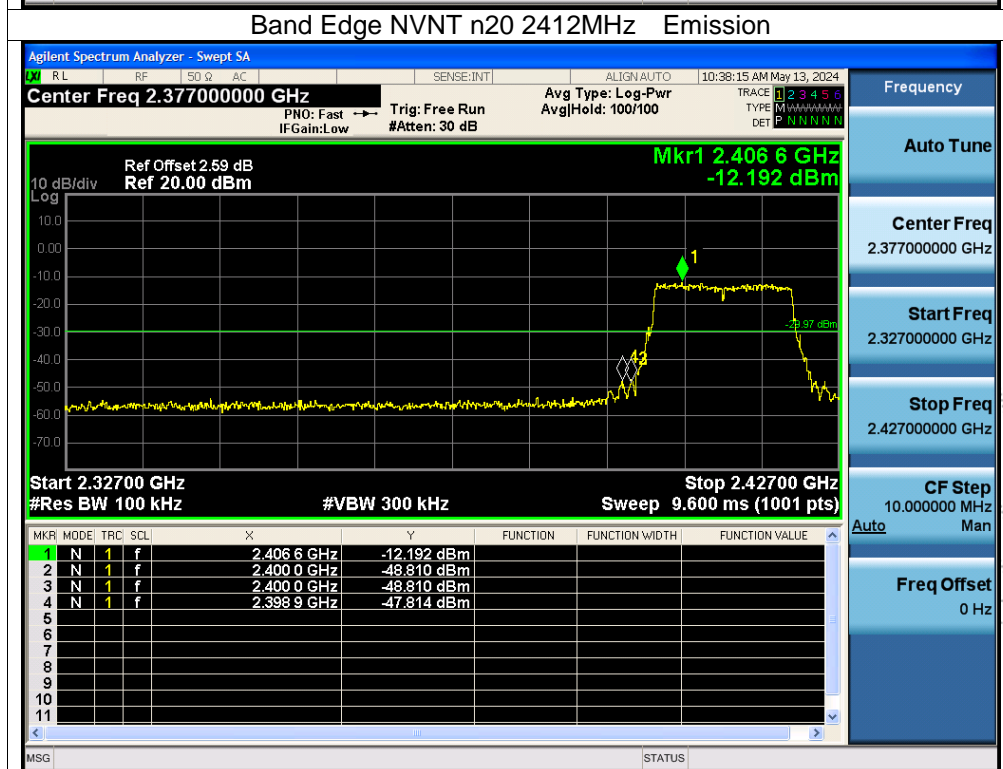 Band Edge NVNT n20 2412MHz Emission
Agilent Spectrum Analyzer - Swept SA
LXI RL RF 50 Ω AC SENSE:INT ALIGN AUTO 10:38:15 AM May 13, 2024
Center Freq 2.377000000 GHz
PNO: Fast
IFGain:Low
Trig: Free Run
#Atten: 30 dB
Avg Type: Log-Pwr
Avg|Hold: 100/100
TRACE 1 2 3 4 5 6
TYPE M
DET P N N N N N
Frequency
Auto Tune
Center Freq
2.377000000 GHz
Start Freq
2.327000000 GHz
Stop Freq
2.427000000 GHz
CF Step
10.000000 MHz
Auto Man
Freq Offset
0 Hz
Mkr1 2.406 6 GHz
-12.192 dBm
Ref Offset 2.59 dB
10 dB/div Ref 20.00 dBm
Log
10.0
0.00
-10.0
-20.0
-30.0
-40.0
-50.0
-60.0
-70.0
1
-29.97 dBm
43
Start 2.32700 GHz Stop 2.42700 GHz
#Res BW 100 kHz #VBW 300 kHz Sweep 9.600 ms (1001 pts)
MKR MODE TRC SCL X Y FUNCTION FUNCTION WIDTH FUNCTION VALUE
1 N 1 f 2.406 6 GHz -12.192 dBm
2 N 1 f 2.400 0 GHz -48.810 dBm
3 N 1 f 2.400 0 GHz -48.810 dBm
4 N 1 f 2.398 9 GHz -47.814 dBm
5
6
7
8
9
10
11
MSG STATUS